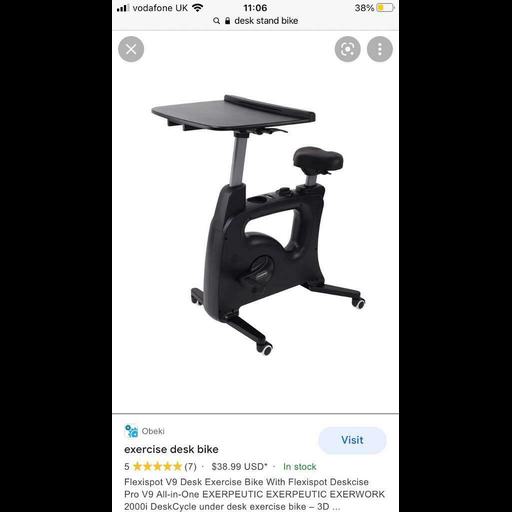 vodafone UK 11:06 38%
desk stand bike
Obeki
exercise desk bike
Visit
5 ★★★★★ (7) · $38.99 USD* · In stock
Flexispot V9 Desk Exercise Bike With Flexispot Deskcise
Pro V9 All-in-One EXERPEUTIC EXERPEUTIC EXERWORK
2000i DeskCycle under desk exercise bike – 3D ...